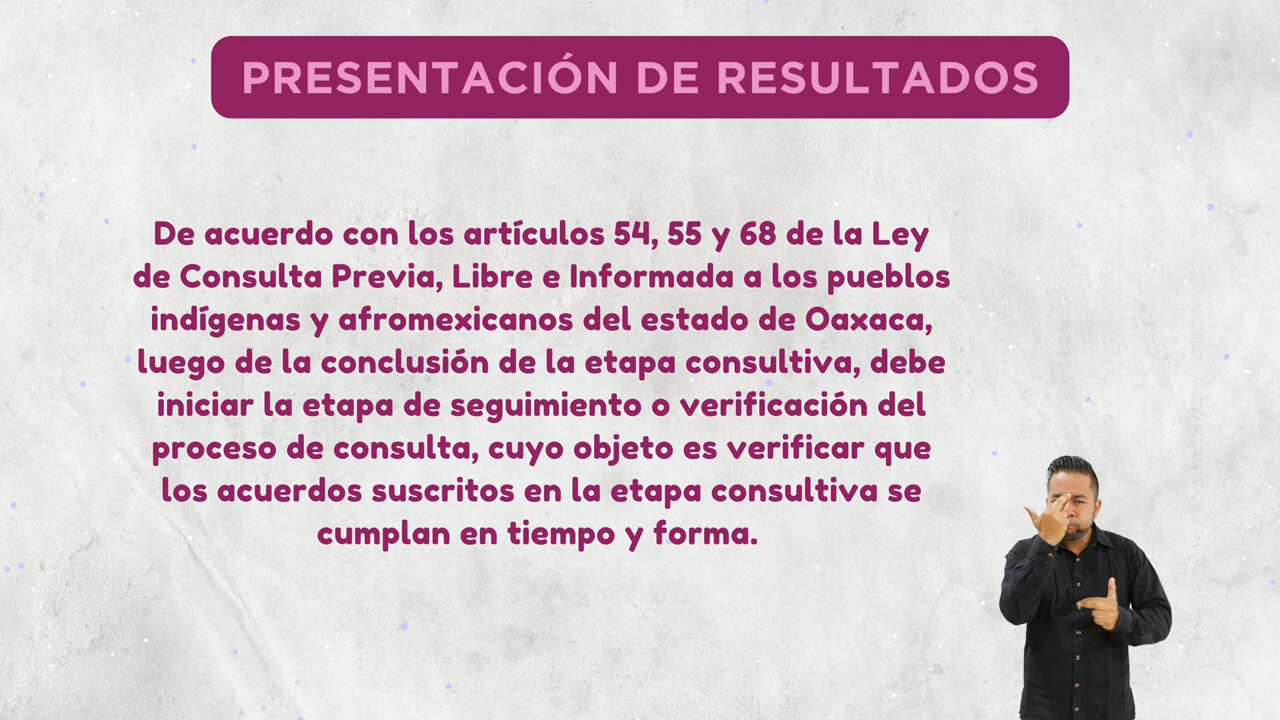 PRESENTACIÓN DE RESULTADOS
De acuerdo con los artículos 54, 55 y 68 de la Ley
de Consulta Previa, Libre e Informada a los pueblos
indígenas y afromexicanos del estado de Oaxaca,
luego de la conclusión de la etapa consultiva, debe
iniciar la etapa de seguimiento o verificación del
proceso de consulta, cuyo objeto es verificar que
los acuerdos suscritos en la etapa consultiva se
cumplan en tiempo y forma.